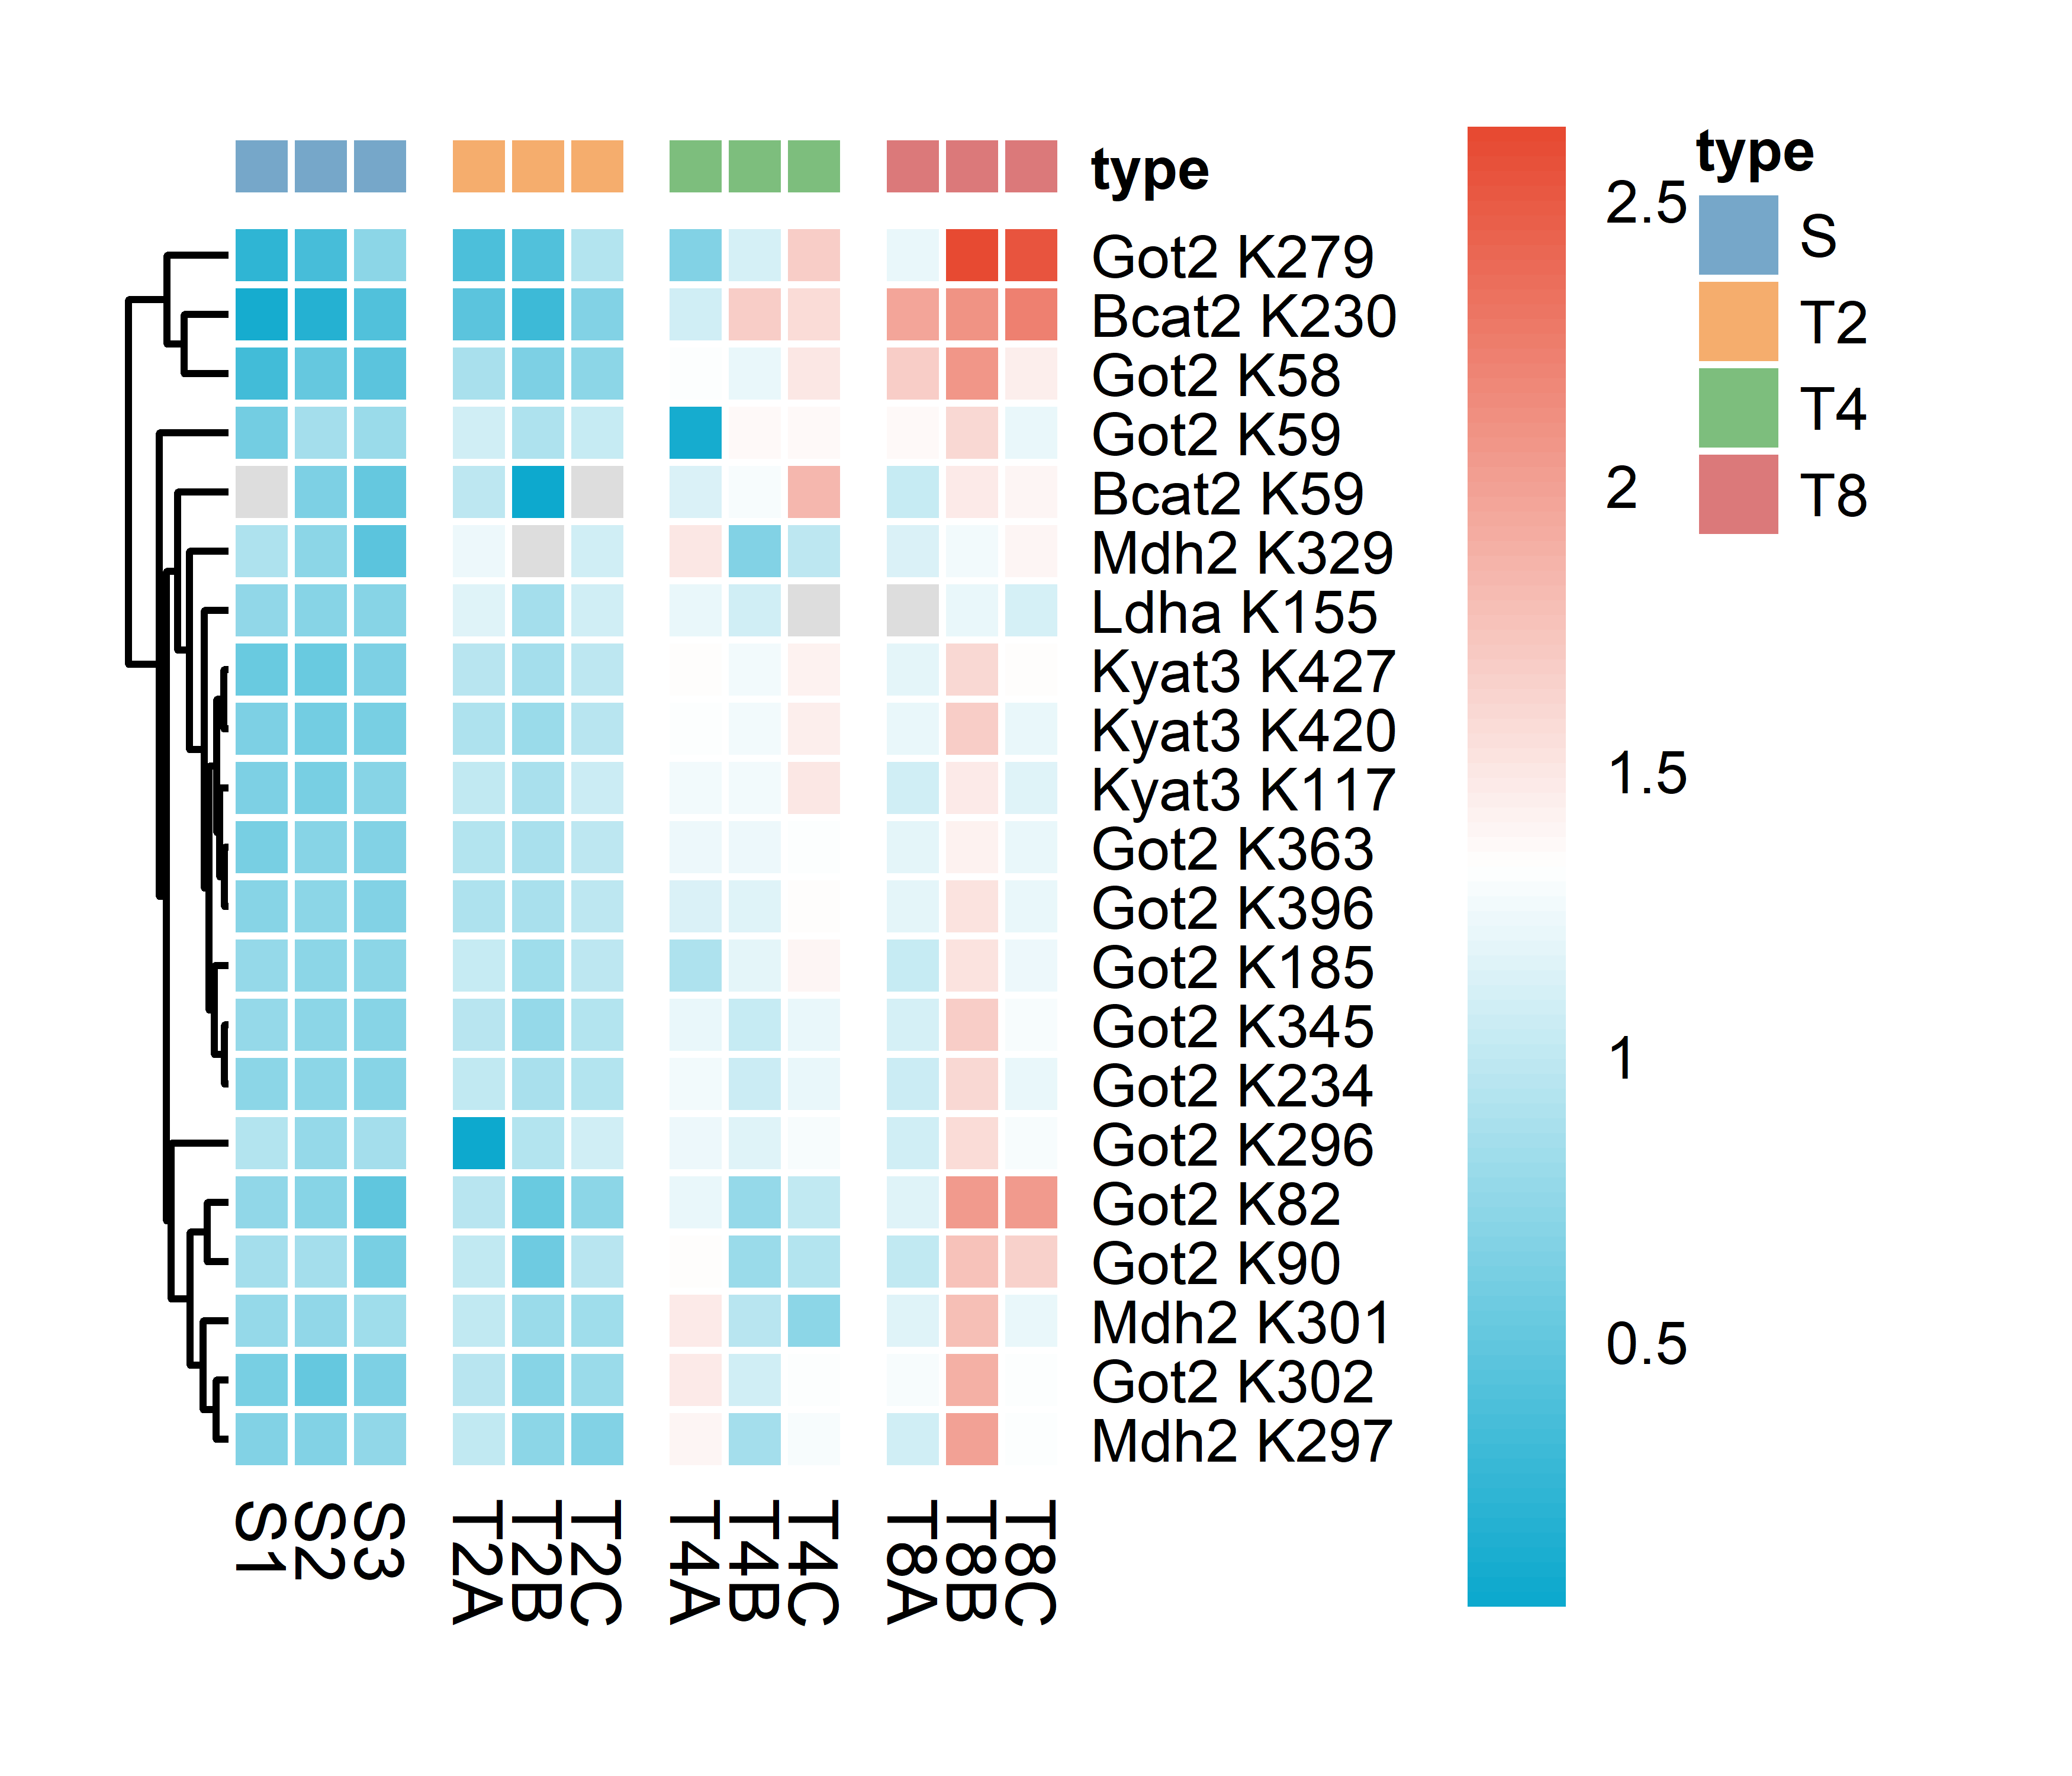 type
Got2 K279
Bcat2 K230
Got2 K58
Got2 K59
Bcat2 K59
Mdh2 K329
Ldha K155
Kyat3 K427
Kyat3 K420
Kyat3 K117
Got2 K363
Got2 K396
Got2 K185
Got2 K345
Got2 K234
Got2 K296
Got2 K82
Got2 K90
Mdh2 K301
Got2 K302
Mdh2 K297
S1
S2
S3
T2A
T2B
T2C
T4A
T4B
T4C
T8A
T8B
T8C
2.5
2
1.5
1
0.5
type
S
T2
T4
T8